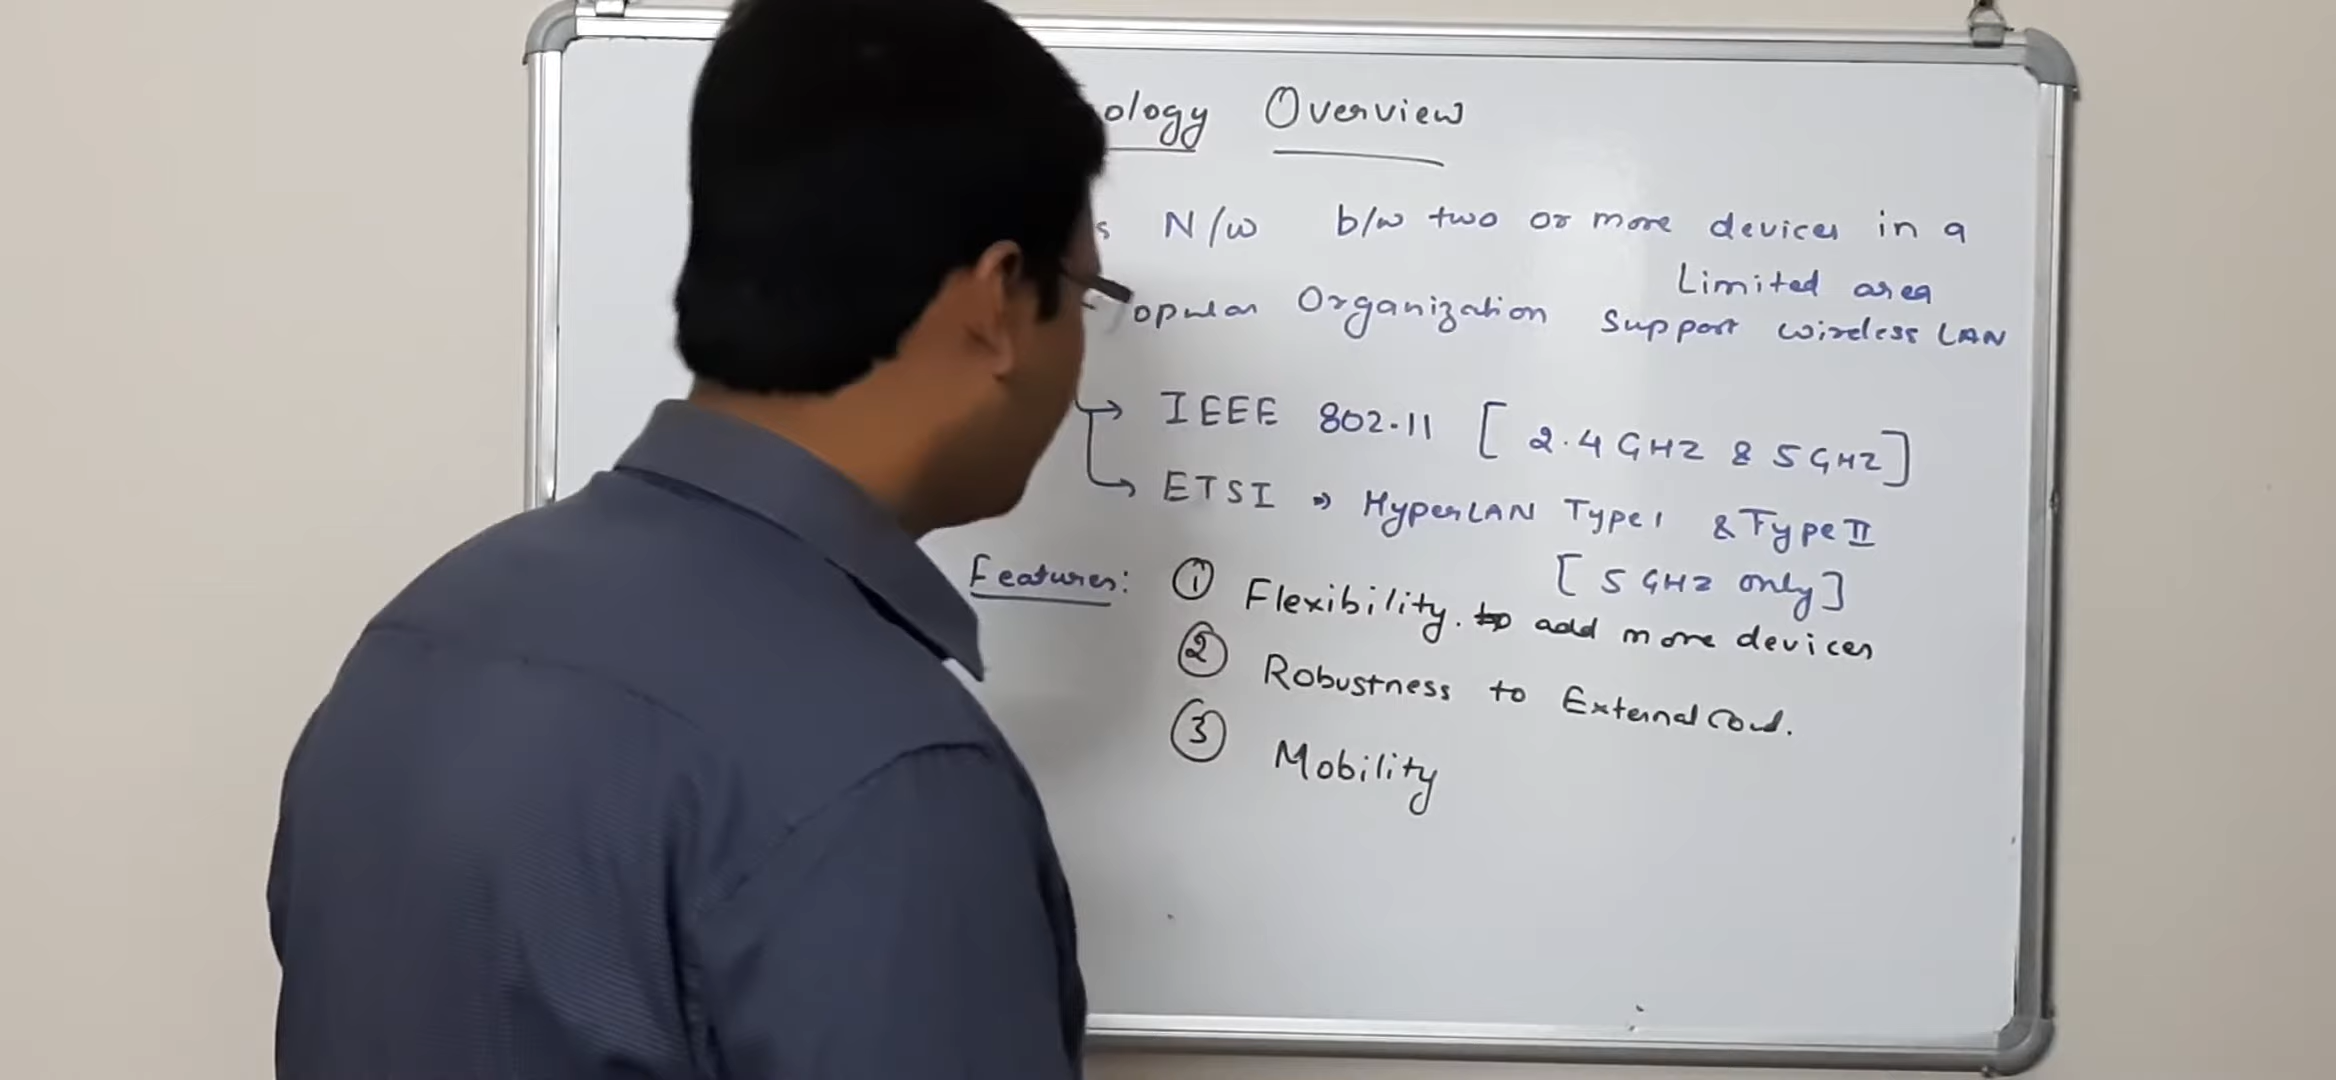 ology Overview
s N/w b/w two or more devices in a
Limited area
opular Organization Support wireless LAN
IEEE 802.11 [ 2.4 GHZ & 5 GHZ ]
ETSI ⇒ HyperLAN Type I & Type II
[ 5 GHZ only ]
Features: ① Flexibility. to add more devices
② Robustness to External Cond.
③ Mobility